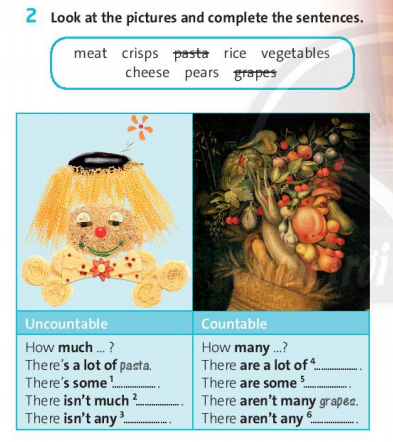 2 Look at the pictures and complete the sentences.
meat crisps pasta rice vegetables
cheese pears grapes
Uncountable
How much ... ?
There's a lot of pasta.
There's some 1.................. .
There isn't much 2.................. .
There isn't any 3.................. .
Countable
How many ...?
There are a lot of 4.................. .
There are some 5.................. .
There aren't many grapes.
There aren't any 6.................. .